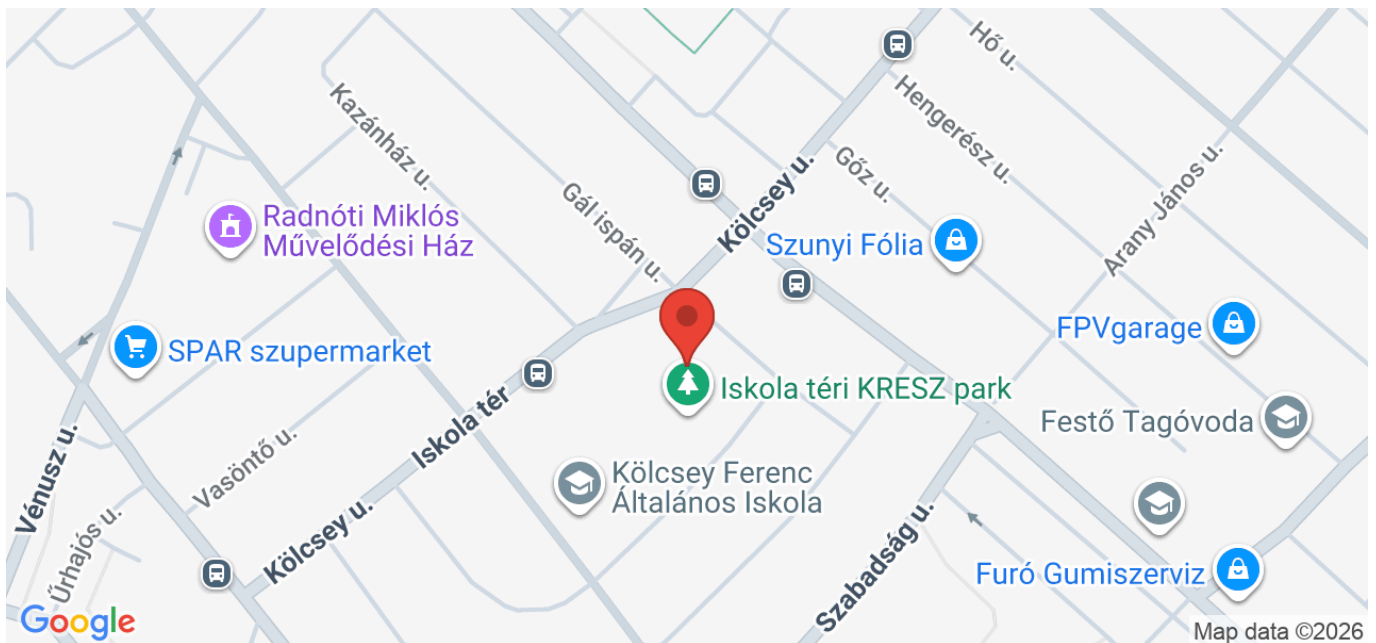 Hő u.
Hengerész u.
Kazánház u.
Gőz u.
Arany János u.
Kölcsey u.
Gál ispán u.
Radnóti Miklós
Művelődési Ház
Szunyi Fólia
FPVgarage
SPAR szupermarket
Iskola téri KRESZ park
Iskola tér
Festő Tagóvoda
Vénusz u.
Vasöntő u.
Kölcsey Ferenc
Általános Iskola
Kölcsey u.
Szabadság u.
Űrhajós u.
Furó Gumiszerviz
Google
Map data ©2026